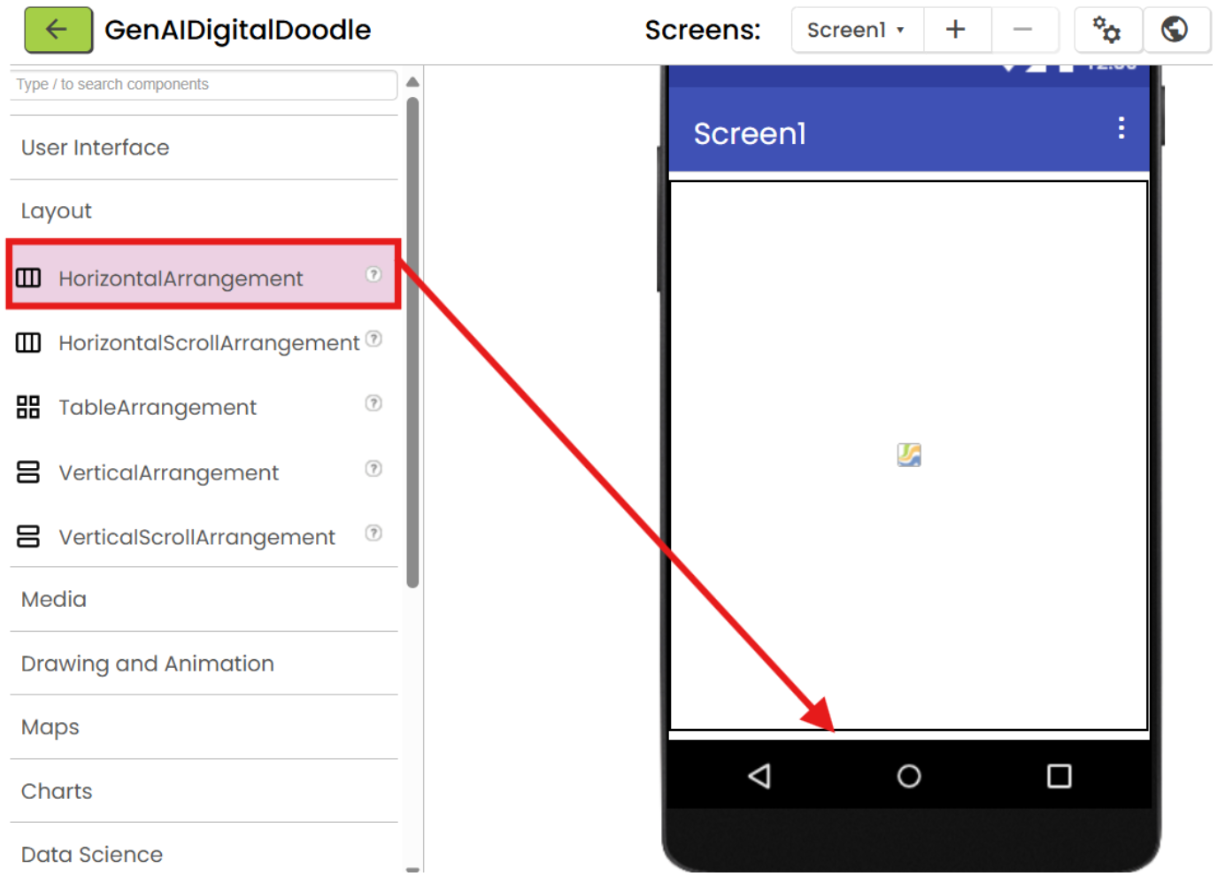 GenAIDigitalDoodle
Screens:
Screen1
Type / to search components
User Interface
Layout
HorizontalArrangement
HorizontalScrollArrangement
TableArrangement
VerticalArrangement
VerticalScrollArrangement
Media
Drawing and Animation
Maps
Charts
Data Science
Screen1